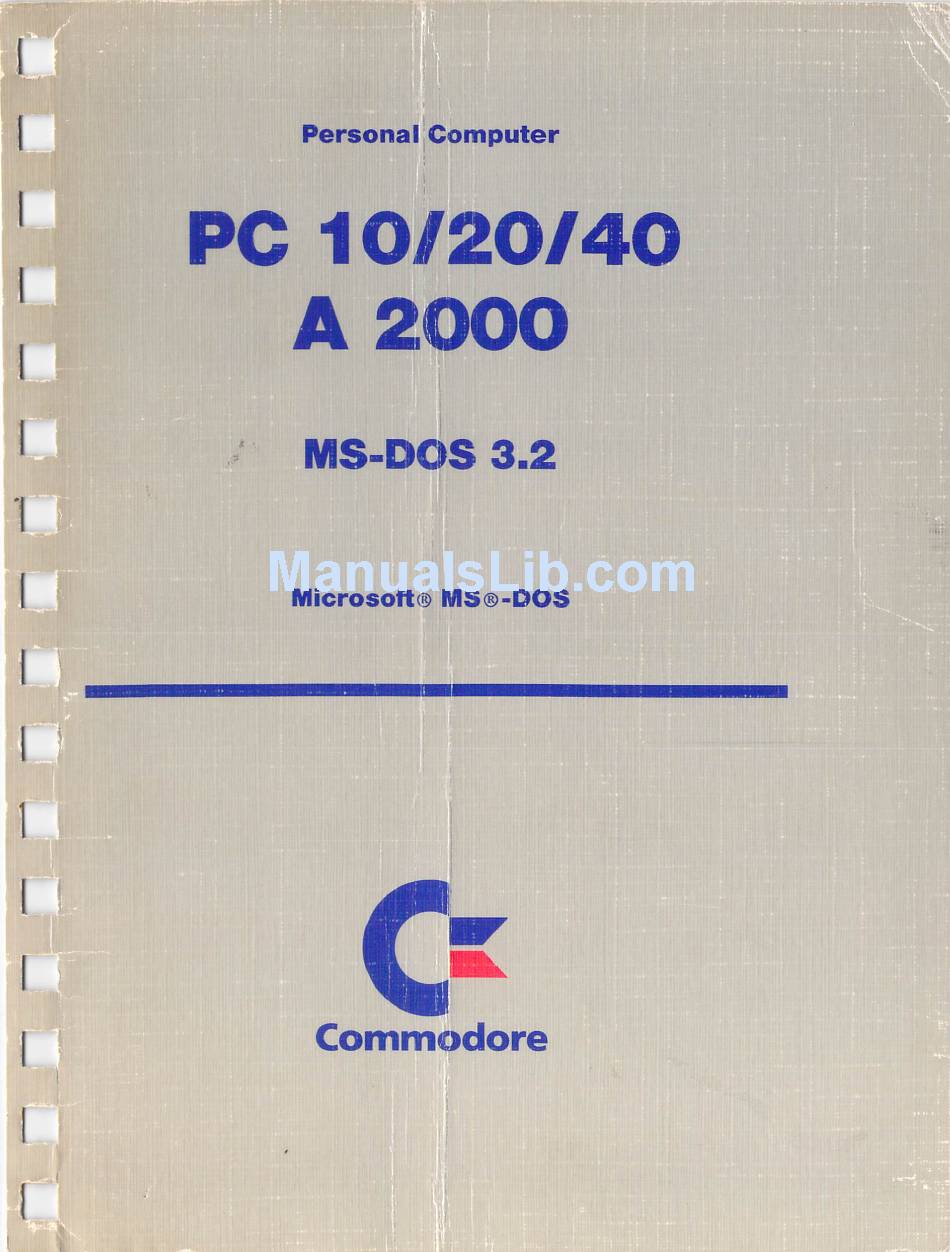 Personal Computer
PC 10/20/40
A 2000
MS-DOS 3.2
ManualsLib.com
Microsoft® MS®-DOS
Commodore